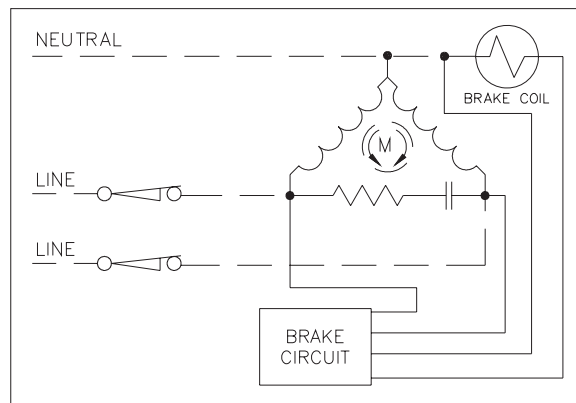 NEUTRAL
BRAKE COIL
M
LINE
LINE
BRAKE
CIRCUIT